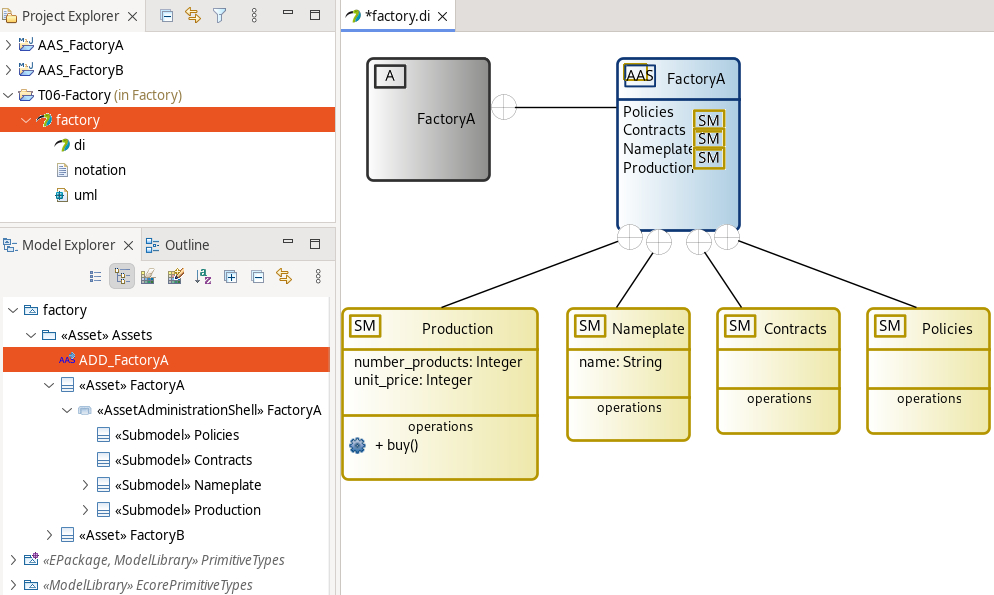 Project Explorer
AAS_FactoryA
AAS_FactoryB
T06-Factory (in Factory)
factory
di
notation
uml
Model Explorer
Outline
factory
«Asset» Assets
AAS ADD_FactoryA
«Asset» FactoryA
«AssetAdministrationShell» FactoryA
«Submodel» Policies
«Submodel» Contracts
«Submodel» Nameplate
«Submodel» Production
«Asset» FactoryB
«EPackage, ModelLibrary» PrimitiveTypes
«ModelLibrary» EcorePrimitiveTypes
*factory.di
A
FactoryA
AAS
FactoryA
Policies SM
Contracts SM
Nameplate SM
Production
SM Production
number_products: Integer
unit_price: Integer
operations
+ buy()
SM Nameplate
name: String
operations
SM Contracts
operations
SM Policies
operations